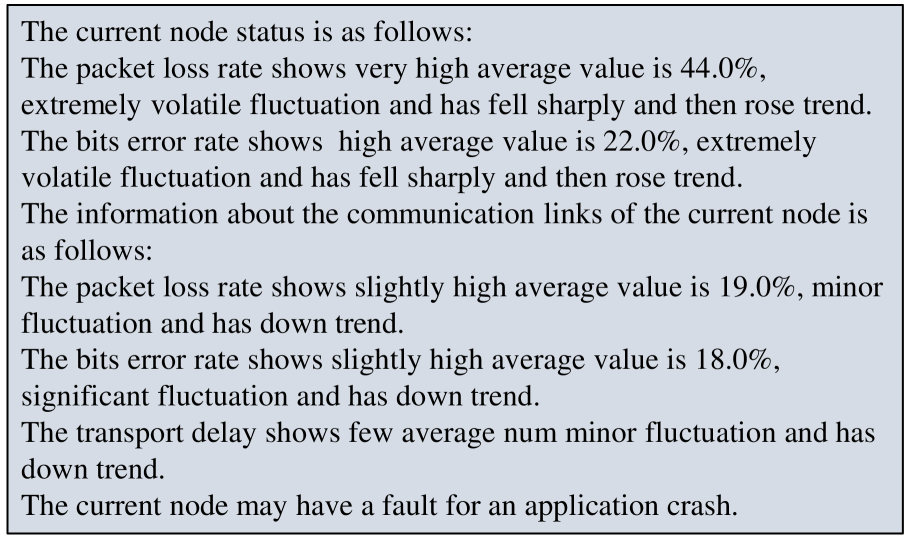 The current node status is as follows:
The packet loss rate shows very high average value is 44.0%,
extremely volatile fluctuation and has fell sharply and then rose trend.
The bits error rate shows  high average value is 22.0%, extremely
volatile fluctuation and has fell sharply and then rose trend.
The information about the communication links of the current node is
as follows:
The packet loss rate shows slightly high average value is 19.0%, minor
fluctuation and has down trend.
The bits error rate shows slightly high average value is 18.0%,
significant fluctuation and has down trend.
The transport delay shows few average num minor fluctuation and has
down trend.
The current node may have a fault for an application crash.